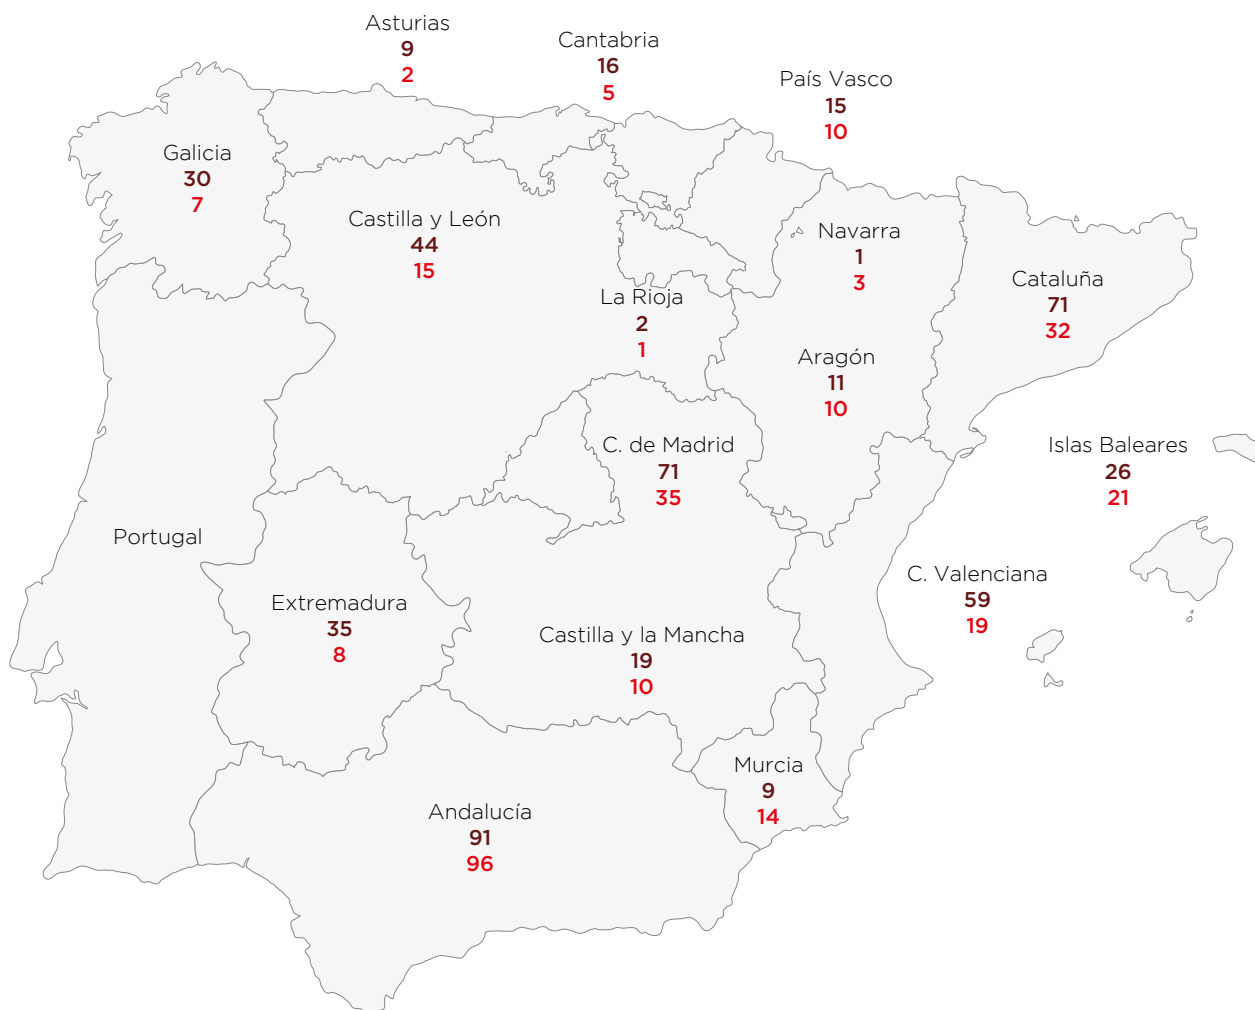 Asturias
9
2
Cantabria
16
5
País Vasco
15
10
Galicia
30
7
Castilla y León
44
15
Navarra
1
3
Cataluña
71
32
La Rioja
2
1
Aragón
11
10
C. de Madrid
71
35
Islas Baleares
26
21
Portugal
C. Valenciana
59
19
Extremadura
35
8
Castilla y la Mancha
19
10
Murcia
9
14
Andalucía
91
96